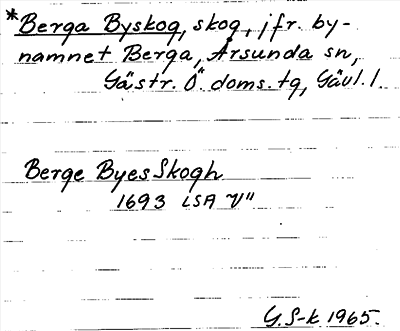 *Berga Byskog, skog, jfr. by-
namnet Berga, Årsunda sn,
Gästr. Ö. doms. tg, Gävl. l.
Berge Byes Skogh
1693 LSA V"
G. S-k 1965.